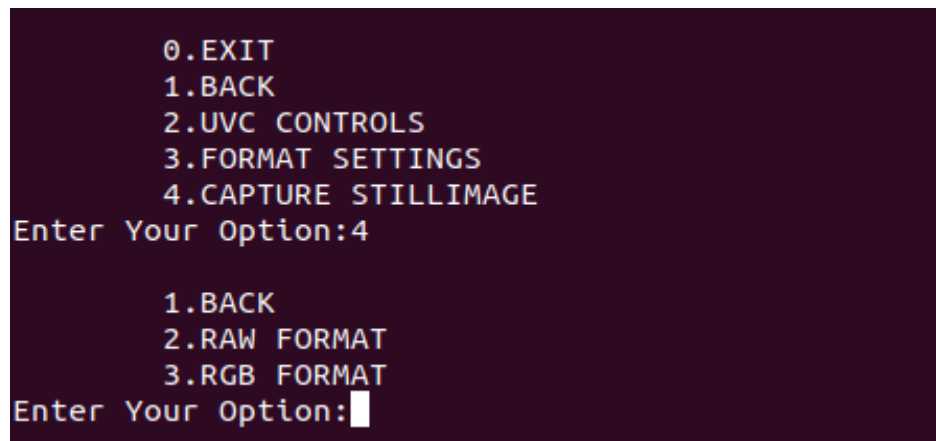 0.EXIT
1.BACK
2.UVC CONTROLS
3.FORMAT SETTINGS
4.CAPTURE STILLIMAGE
Enter Your Option:4
1.BACK
2.RAW FORMAT
3.RGB FORMAT
Enter Your Option: